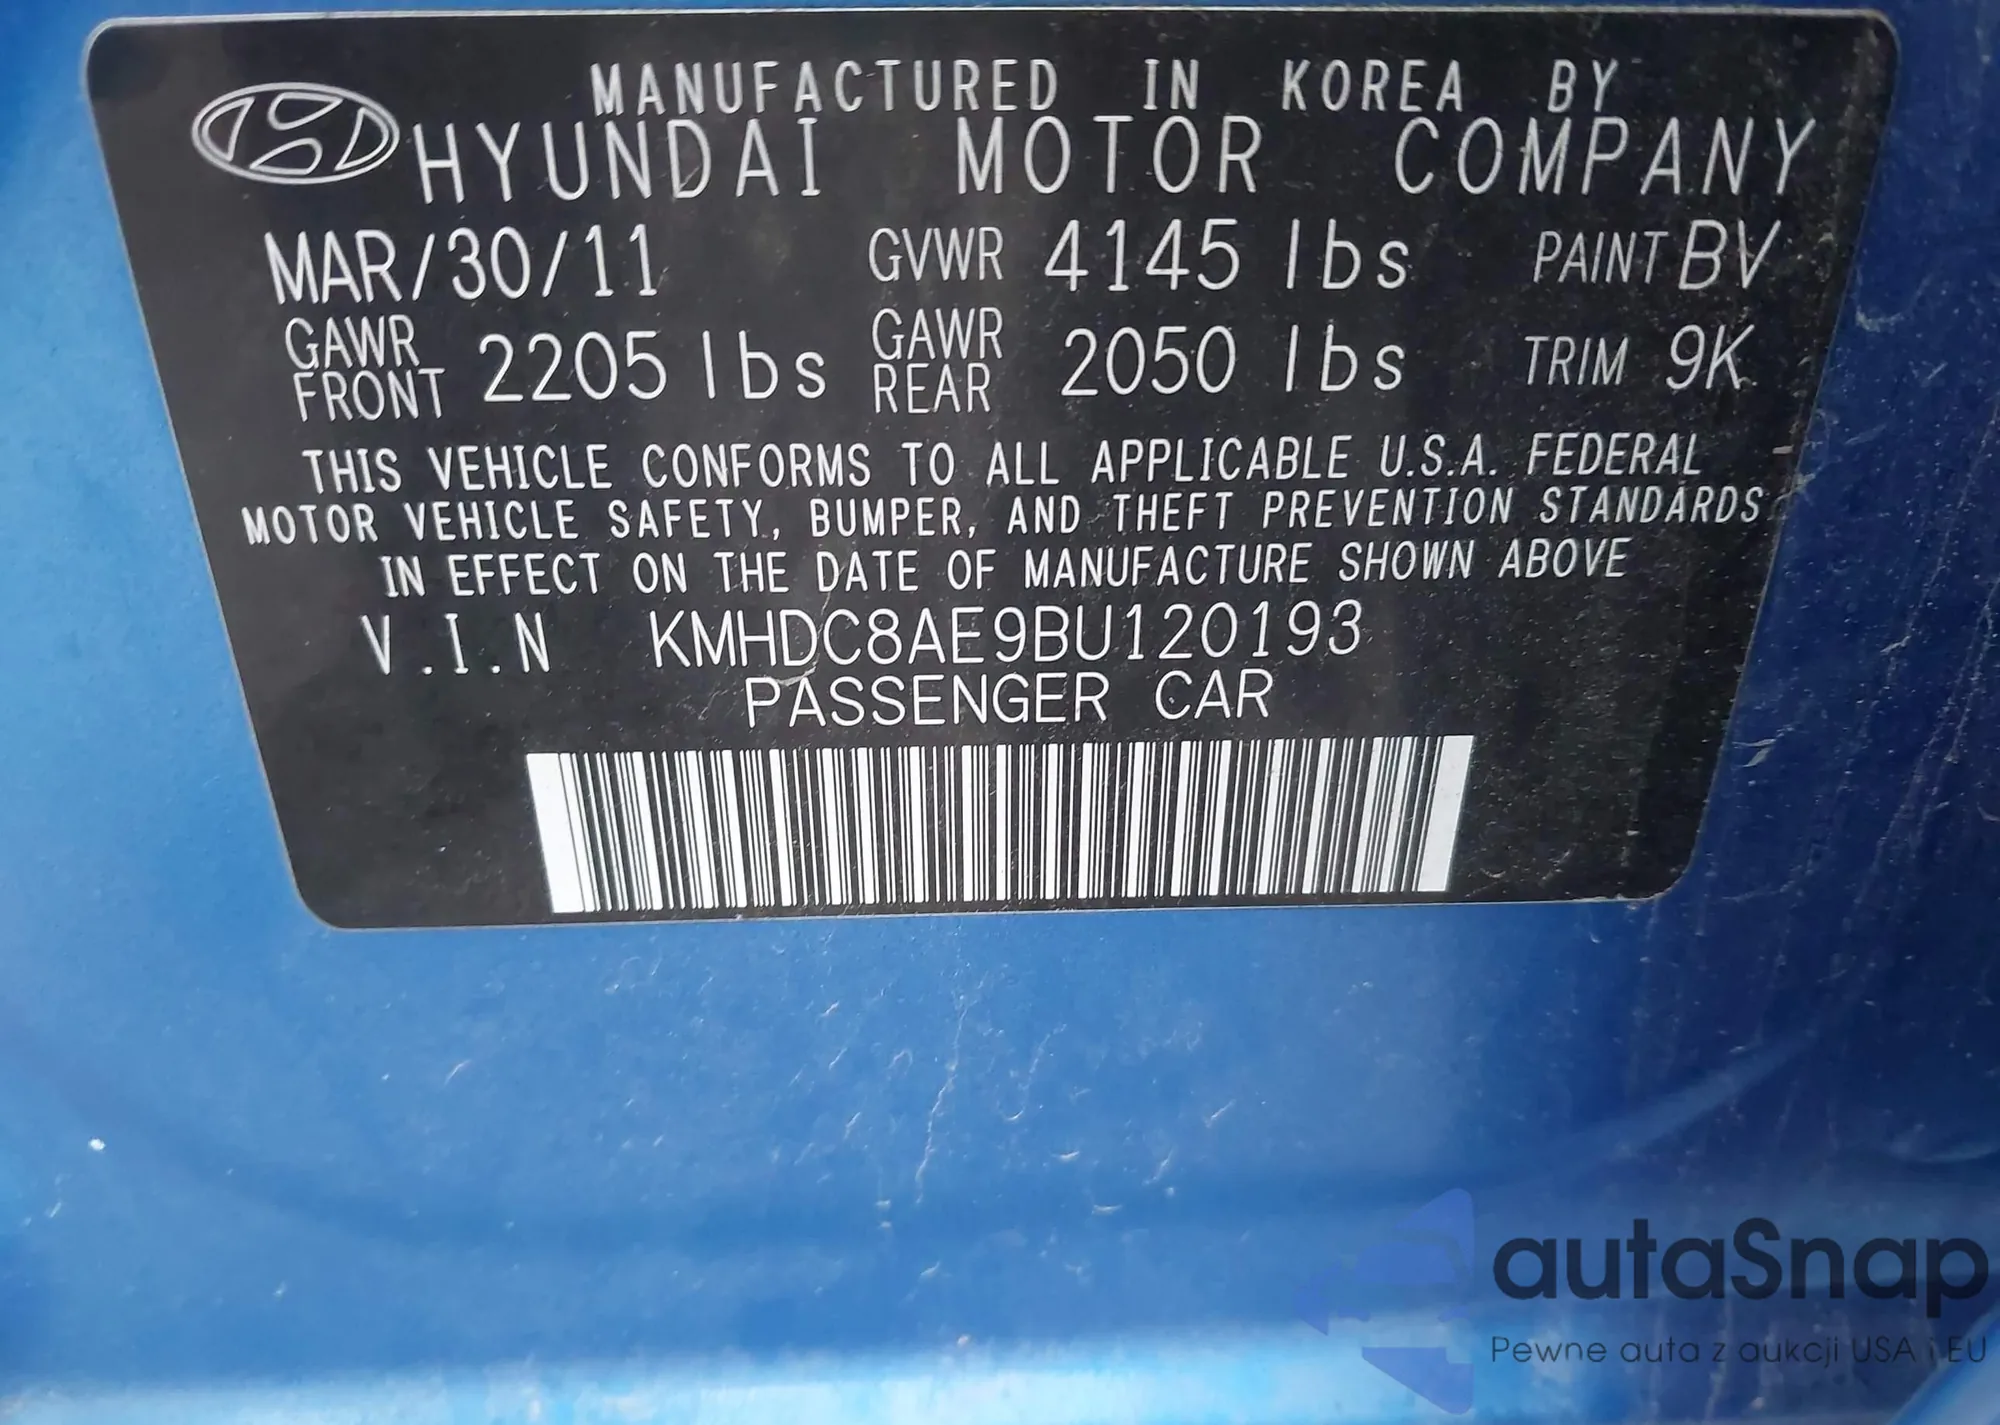 MANUFACTURED IN KOREA BY
HYUNDAI MOTOR COMPANY
MAR/30/11 GVWR 4145 lbs PAINT BV
GAWR FRONT 2205 lbs GAWR REAR 2050 lbs TRIM 9K
THIS VEHICLE CONFORMS TO ALL APPLICABLE U.S.A. FEDERAL
MOTOR VEHICLE SAFETY, BUMPER, AND THEFT PREVENTION STANDARDS
IN EFFECT ON THE DATE OF MANUFACTURE SHOWN ABOVE
V.I.N KMHDC8AE9BU120193
PASSENGER CAR
autaSnap
Pewne auta z aukcji USA i EU